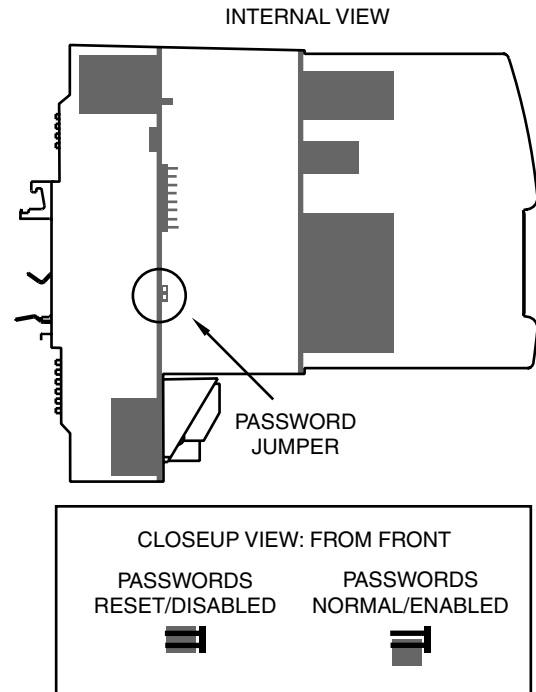 INTERNAL VIEW
PASSWORD
JUMPER
CLOSEUP VIEW: FROM FRONT
PASSWORDS
RESET/DISABLED
PASSWORDS
NORMAL/ENABLED